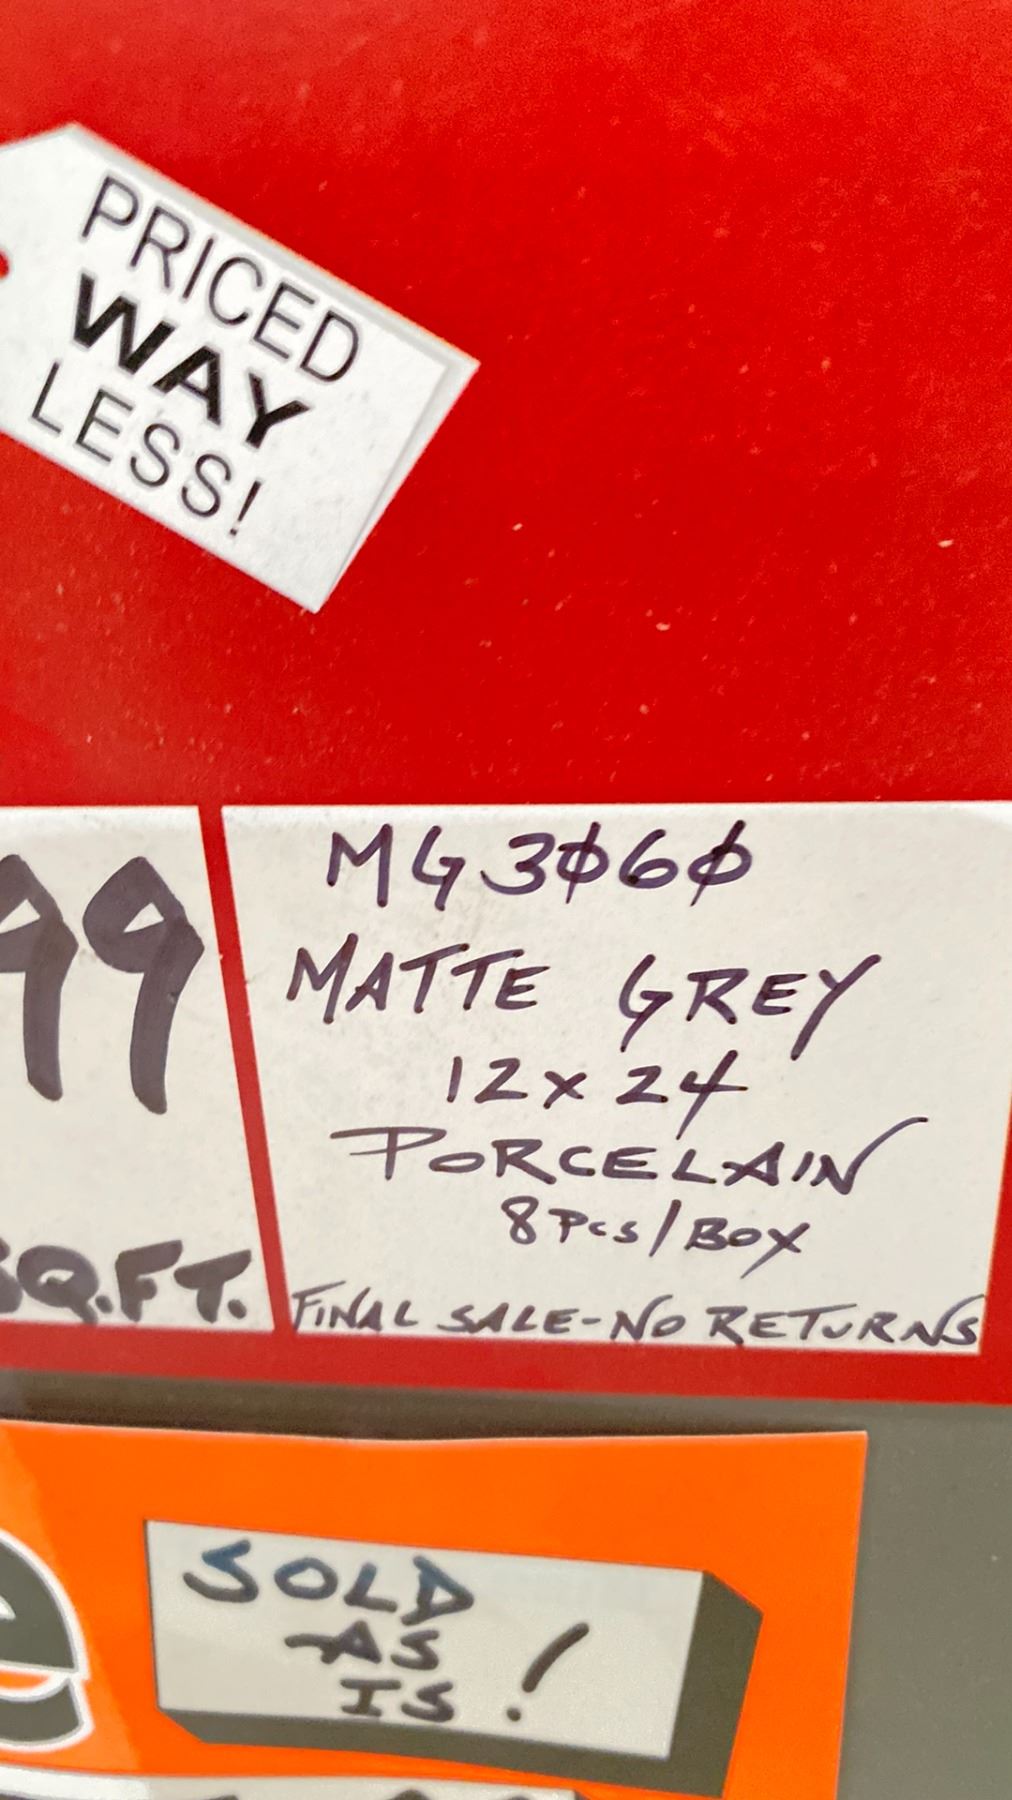 PRICED
WAY
LESS!
99
SQ.FT.
MG3060
MATTE GREY
12x24
PORCELAIN
8Pcs/BOX
FINAL SALE-NO RETURNS
SOLD
AS
IS!